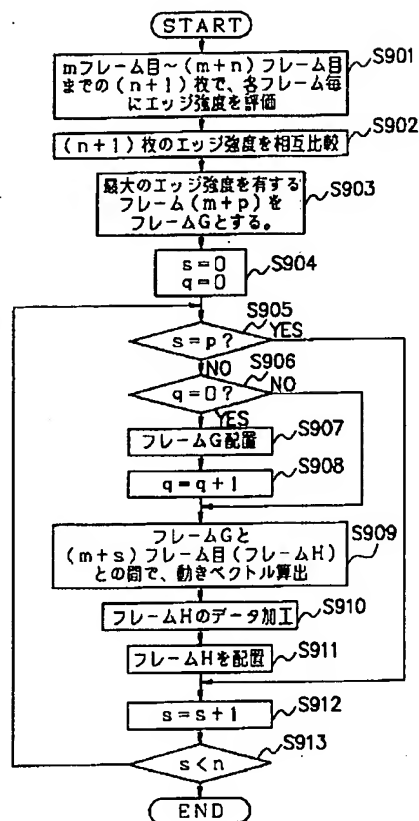 START
mフレーム目～(m+n)フレーム目
までの(n+1)枚で、各フレーム毎
にエッジ強度を評価
S901
(n+1)枚のエッジ強度を相互比較
S902
最大のエッジ強度を有する
フレーム(m+p)を
フレームGとする。
S903
s=0
q=0
S904
s=p?
S905
YES
NO
q=0?
S906
NO
YES
フレームG配置
S907
q=q+1
S908
フレームGと
(m+s)フレーム目(フレームH)
との間で、動きベクトル算出
S909
フレームHのデータ加工
S910
フレームHを配置
S911
s=s+1
S912
s<n
S913
END